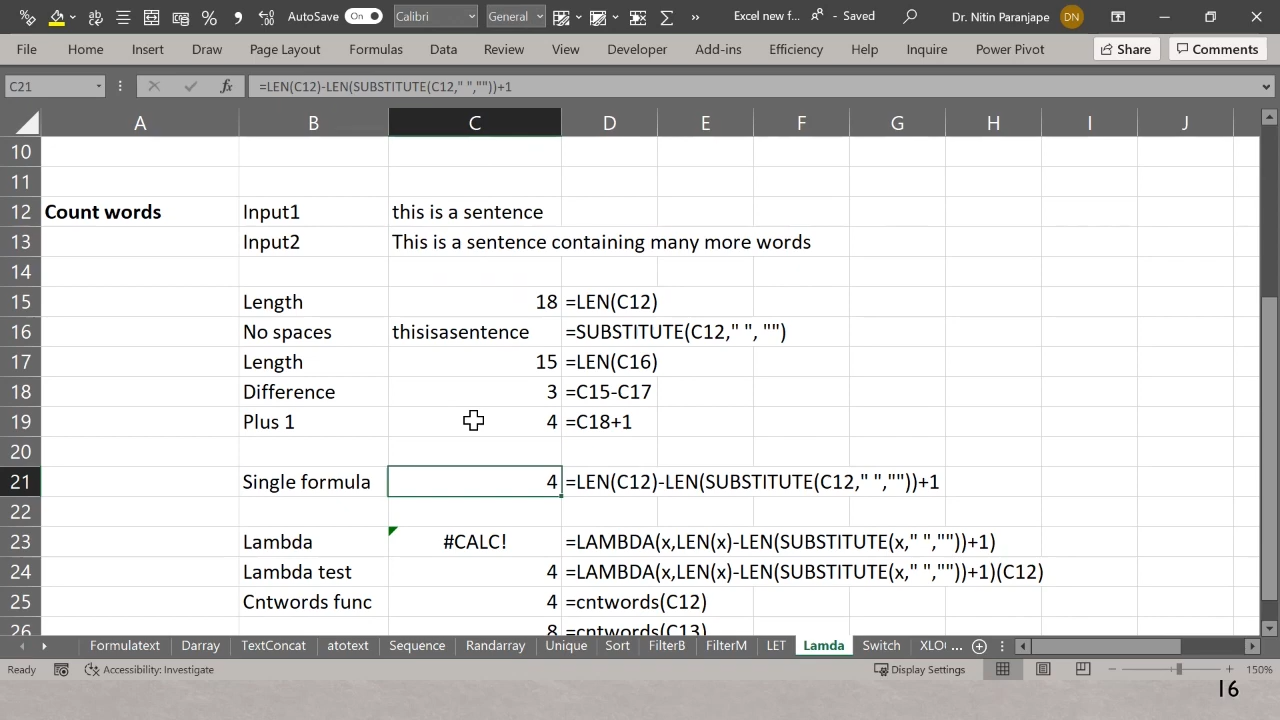 AutoSave On Calibri General Excel new f... - Saved Dr. Nitin Paranjape DN
File Home Insert Draw Page Layout Formulas Data Review View Developer Add-ins Efficiency Help Inquire Power Pivot Share Comments
C21 fx =LEN(C12)-LEN(SUBSTITUTE(C12," ",""))+1
A B C D E F G H I J
10
11
12 Count words Input1 this is a sentence
13 Input2 This is a sentence containing many more words
14
15 Length 18 =LEN(C12)
16 No spaces thisisasentence =SUBSTITUTE(C12," ", "")
17 Length 15 =LEN(C16)
18 Difference 3 =C15-C17
19 Plus 1 4 =C18+1
20
21 Single formula 4 =LEN(C12)-LEN(SUBSTITUTE(C12," ",""))+1
22
23 Lambda #CALC! =LAMBDA(x,LEN(x)-LEN(SUBSTITUTE(x," ",""))+1)
24 Lambda test 4 =LAMBDA(x,LEN(x)-LEN(SUBSTITUTE(x," ",""))+1)(C12)
25 Cntwords func 4 =cntwords(C12)
26 8 =cntwords(C13)
Formulatext Darray TextConcat atotext Sequence Randarray Unique Sort FilterB FilterM LET Lamda Switch XLO ...
Ready Accessibility: Investigate Display Settings 150%
16